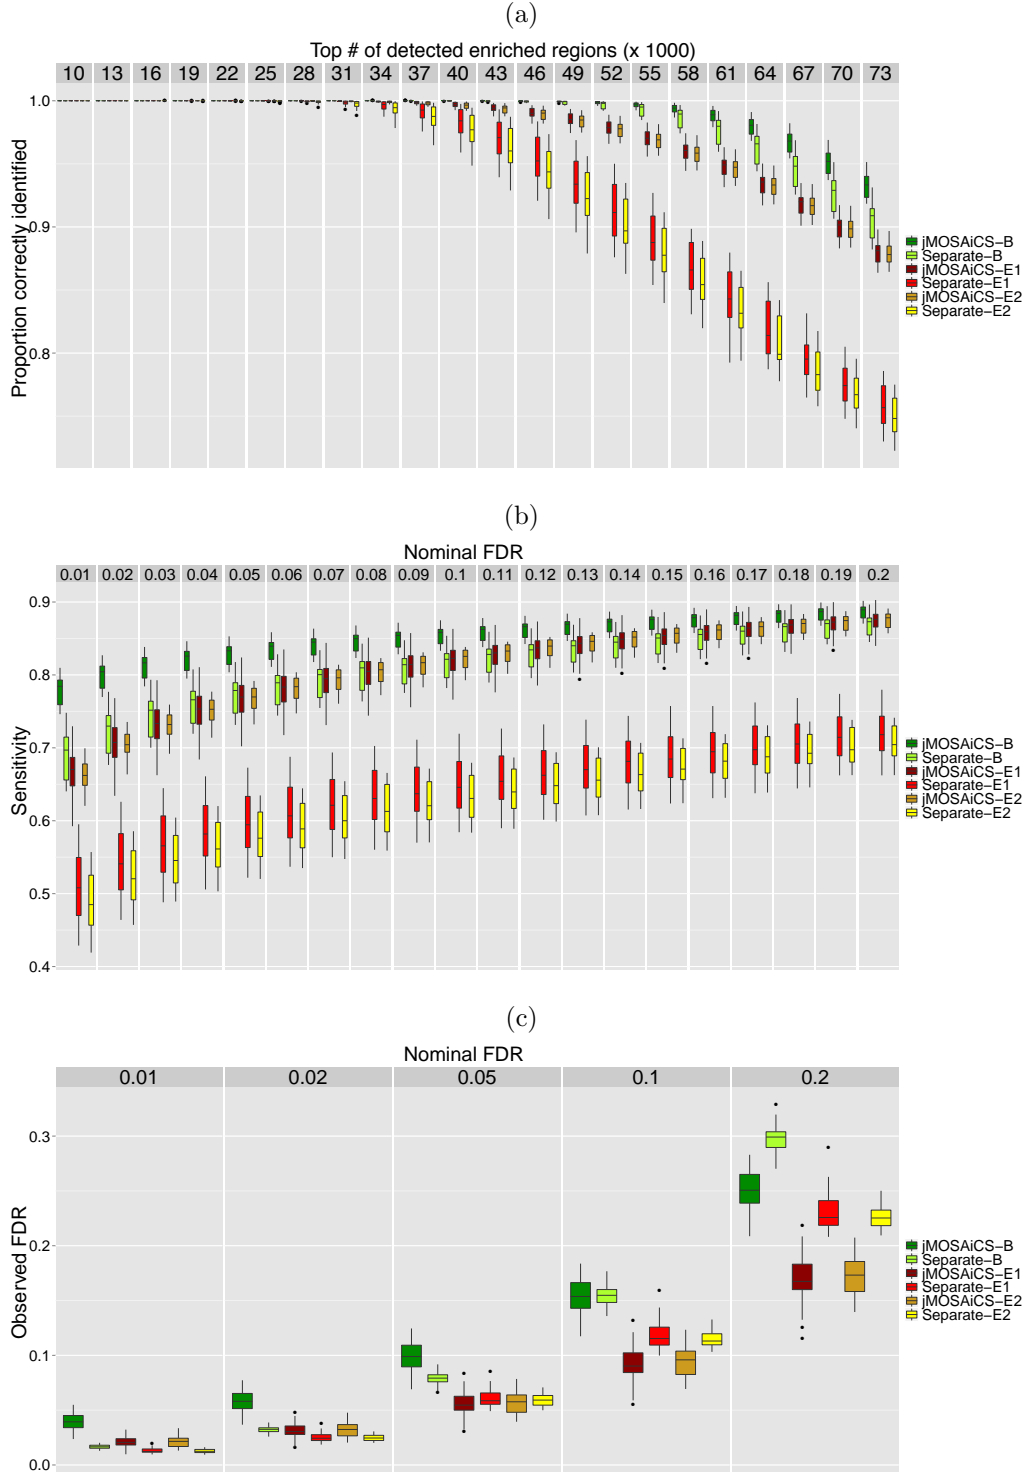 (a)
Top # of detected enriched regions (x 1000)
10 13 16 19 22 25 28 31 34 37 40 43 46 49 52 55 58 61 64 67 70 73
1.0
0.9
0.8
Proportion correctly identified
jMOSAiCS−B
Separate−B
jMOSAiCS−E1
Separate−E1
jMOSAiCS−E2
Separate−E2
(b)
Nominal FDR
0.01 0.02 0.03 0.04 0.05 0.06 0.07 0.08 0.09 0.1 0.11 0.12 0.13 0.14 0.15 0.16 0.17 0.18 0.19 0.2
0.9
0.8
0.7
0.6
0.5
0.4
Sensitivity
jMOSAiCS−B
Separate−B
jMOSAiCS−E1
Separate−E1
jMOSAiCS−E2
Separate−E2
(c)
Nominal FDR
0.01 0.02 0.05 0.1 0.2
0.3
0.2
0.1
0.0
Observed FDR
jMOSAiCS−B
Separate−B
jMOSAiCS−E1
Separate−E1
jMOSAiCS−E2
Separate−E2